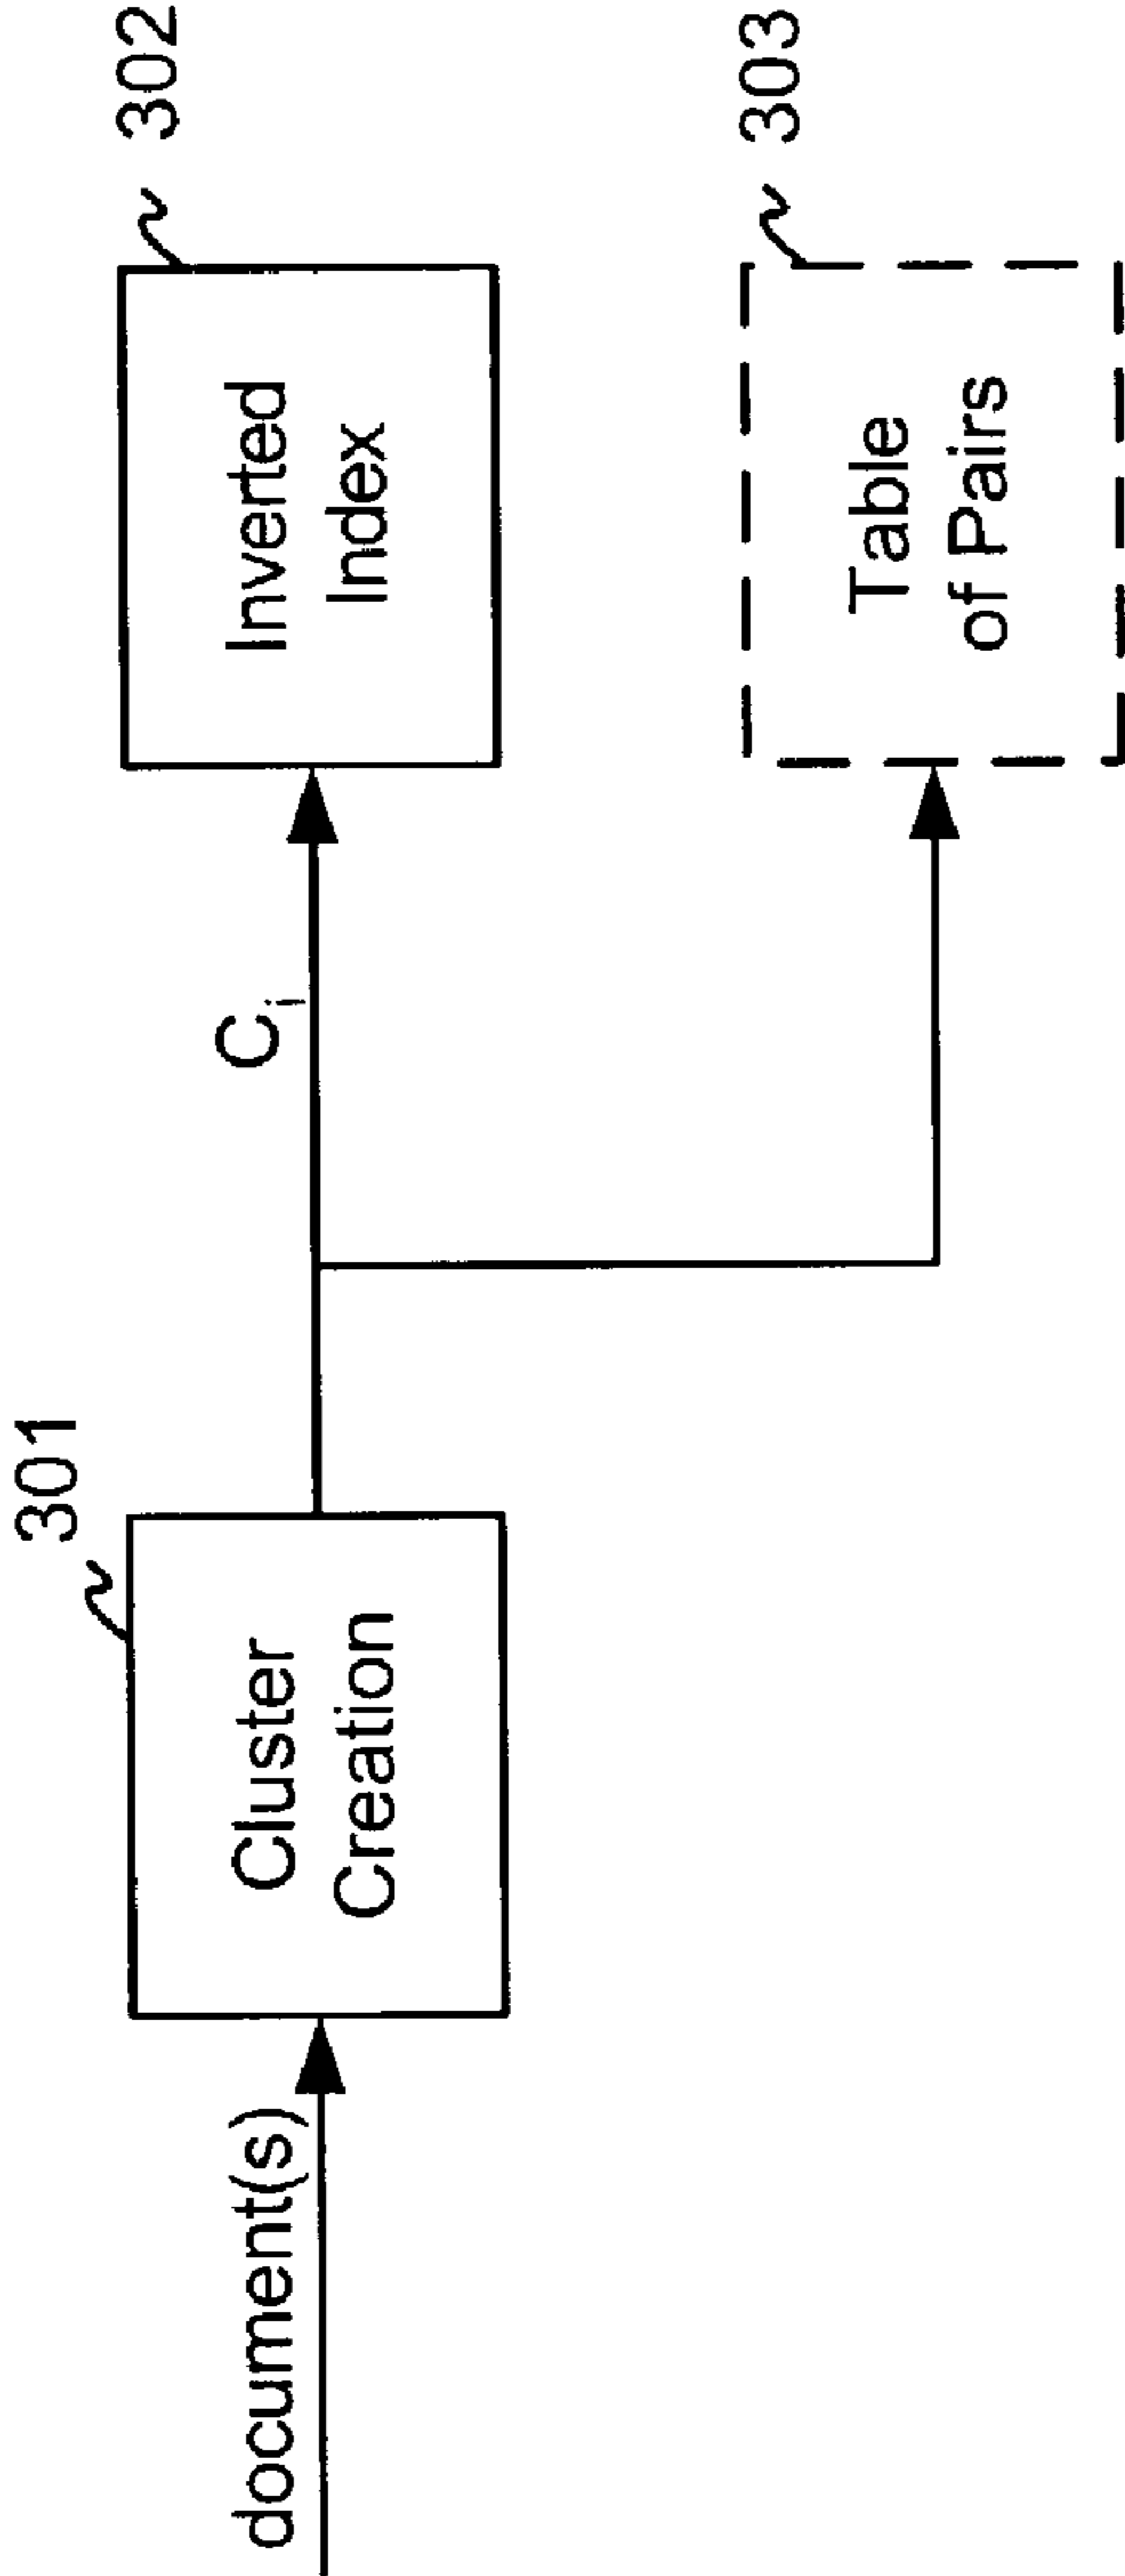 document(s)
301
Cluster
Creation
C i
302
Inverted
Index
303
Table
of Pairs